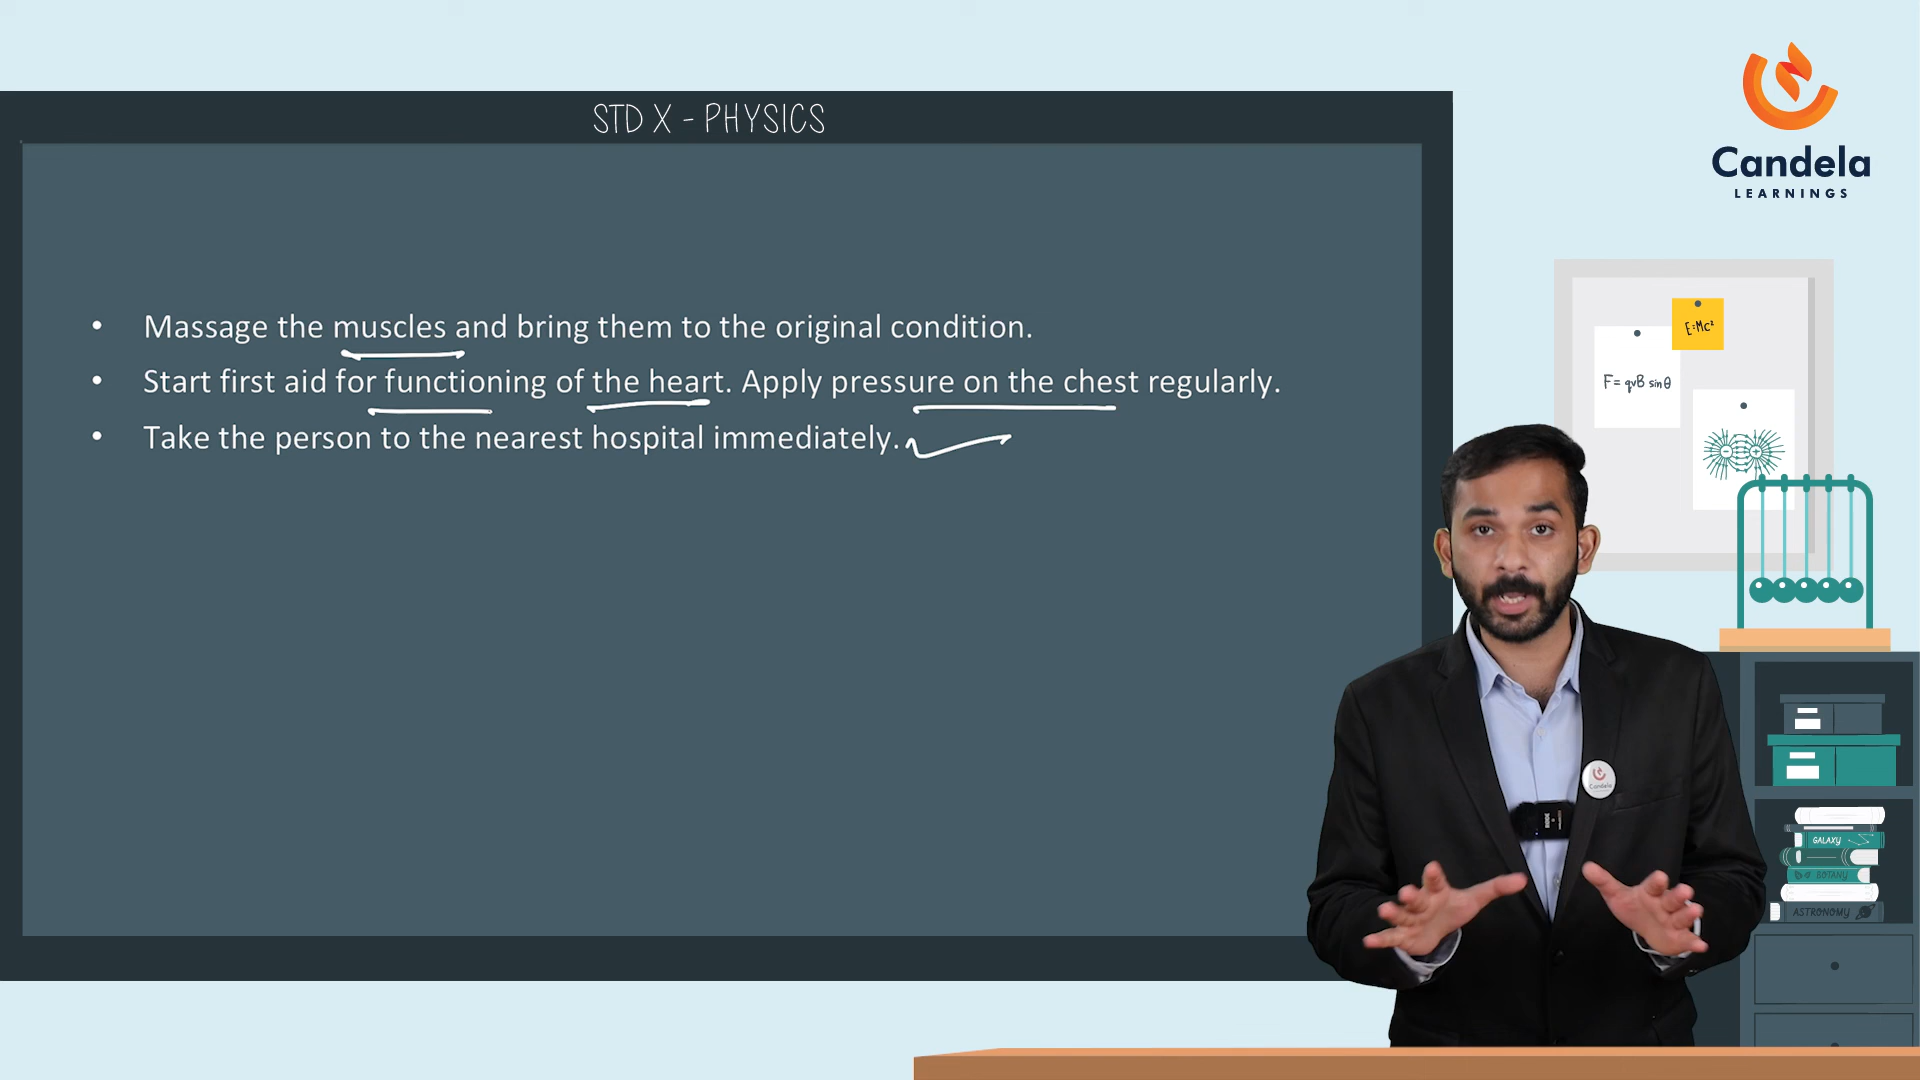 STD X - PHYSICS
Candela
LEARNINGS
• Massage the muscles and bring them to the original condition.
• Start first aid for functioning of the heart. Apply pressure on the chest regularly.
• Take the person to the nearest hospital immediately.
E=MC²
F= qvB sinθ
Candela
GALAXY
BOTANY
ASTRONOMY